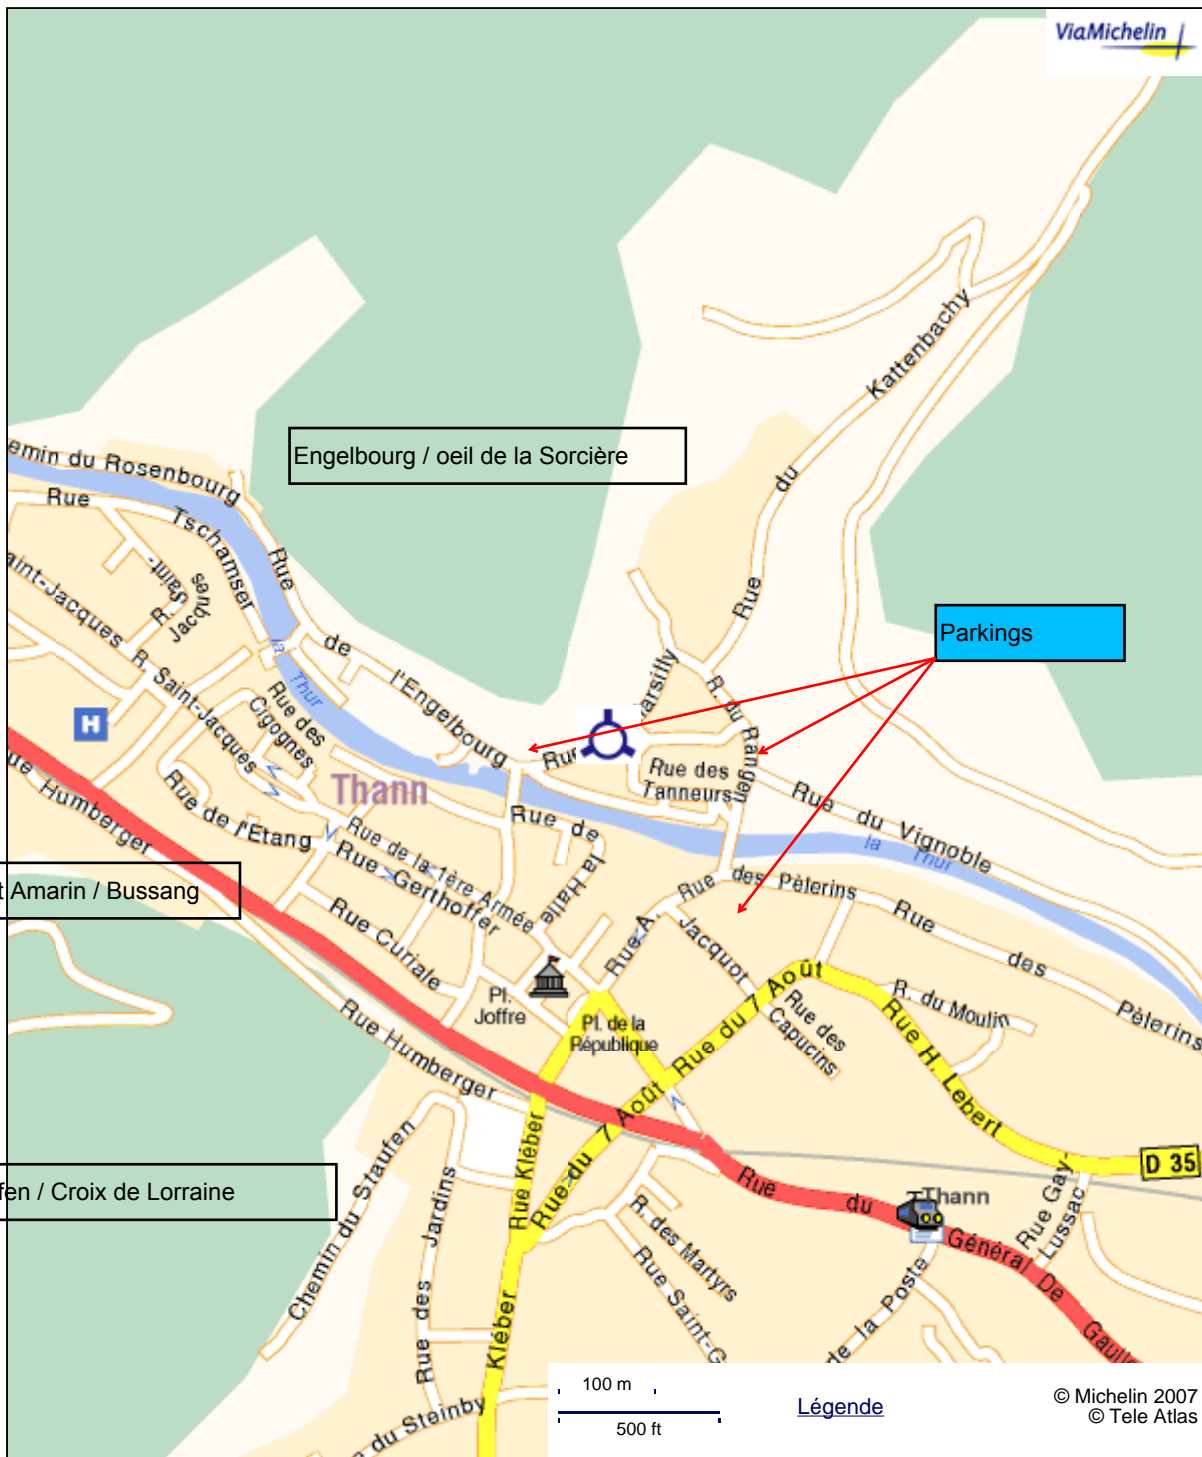 ViaMichelin
Kattenbachy
du
Rue
Engelbourg / oeil de la Sorcière
emin du Rosenbourg
Rue
Tschamser
Rue
de
l'Engelbourg
aint-Jacques
R. Saint-
Jacques
R. Saint-Jacques
la Thur
Parkings
arsilly
R. du Rangen
Rue des
Cigognes
H
Thann
Rue des
Tanneurs
Rue du Vignoble
la Thur
ue Humberger
Rue de l'Etang
Rue de la 1ère Armée
Rue Gerthoffer
Rue de la Halle
t Amarin / Bussang
Rue Curiale
Rue A.
Jacquot
Rue des Pèlerins
Rue des Pèlerins
Pl.
Joffre
Pl. de la
République
Rue du 7 Août
Rue des
Capucins
R. du Moulin
Rue H. Lebert
Rue Humberger
Rue Kléber
Rue du 7 Août
D 35
fen / Croix de Lorraine
Chemin du Staufen
Rue des Jardins
R. des Martyrs
Rue Saint-G
Rue du Général De Gaulle
Thann
Rue Gay-
Lussac
de la Poste
Kléber
du Steinby
100 m
500 ft
Légende
© Michelin 2007
© Tele Atlas